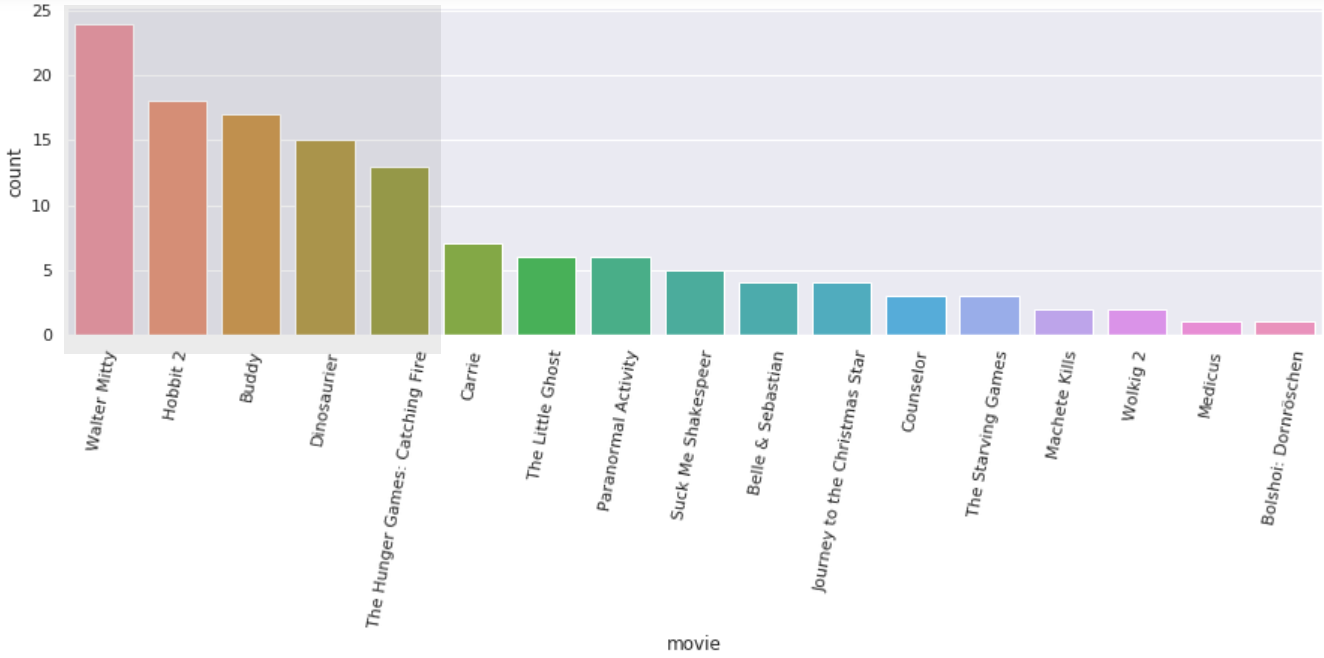 25
20
15
10
5
0
count
Walter Mitty
Hobbit 2
Buddy
Dinosaurier
The Hunger Games: Catching Fire
Carrie
The Little Ghost
Paranormal Activity
Suck Me Shakespeer
Belle & Sebastian
Journey to the Christmas Star
Counselor
The Starving Games
Machete Kills
Wolkig 2
Medicus
Bolshoi: Dornröschen
movie